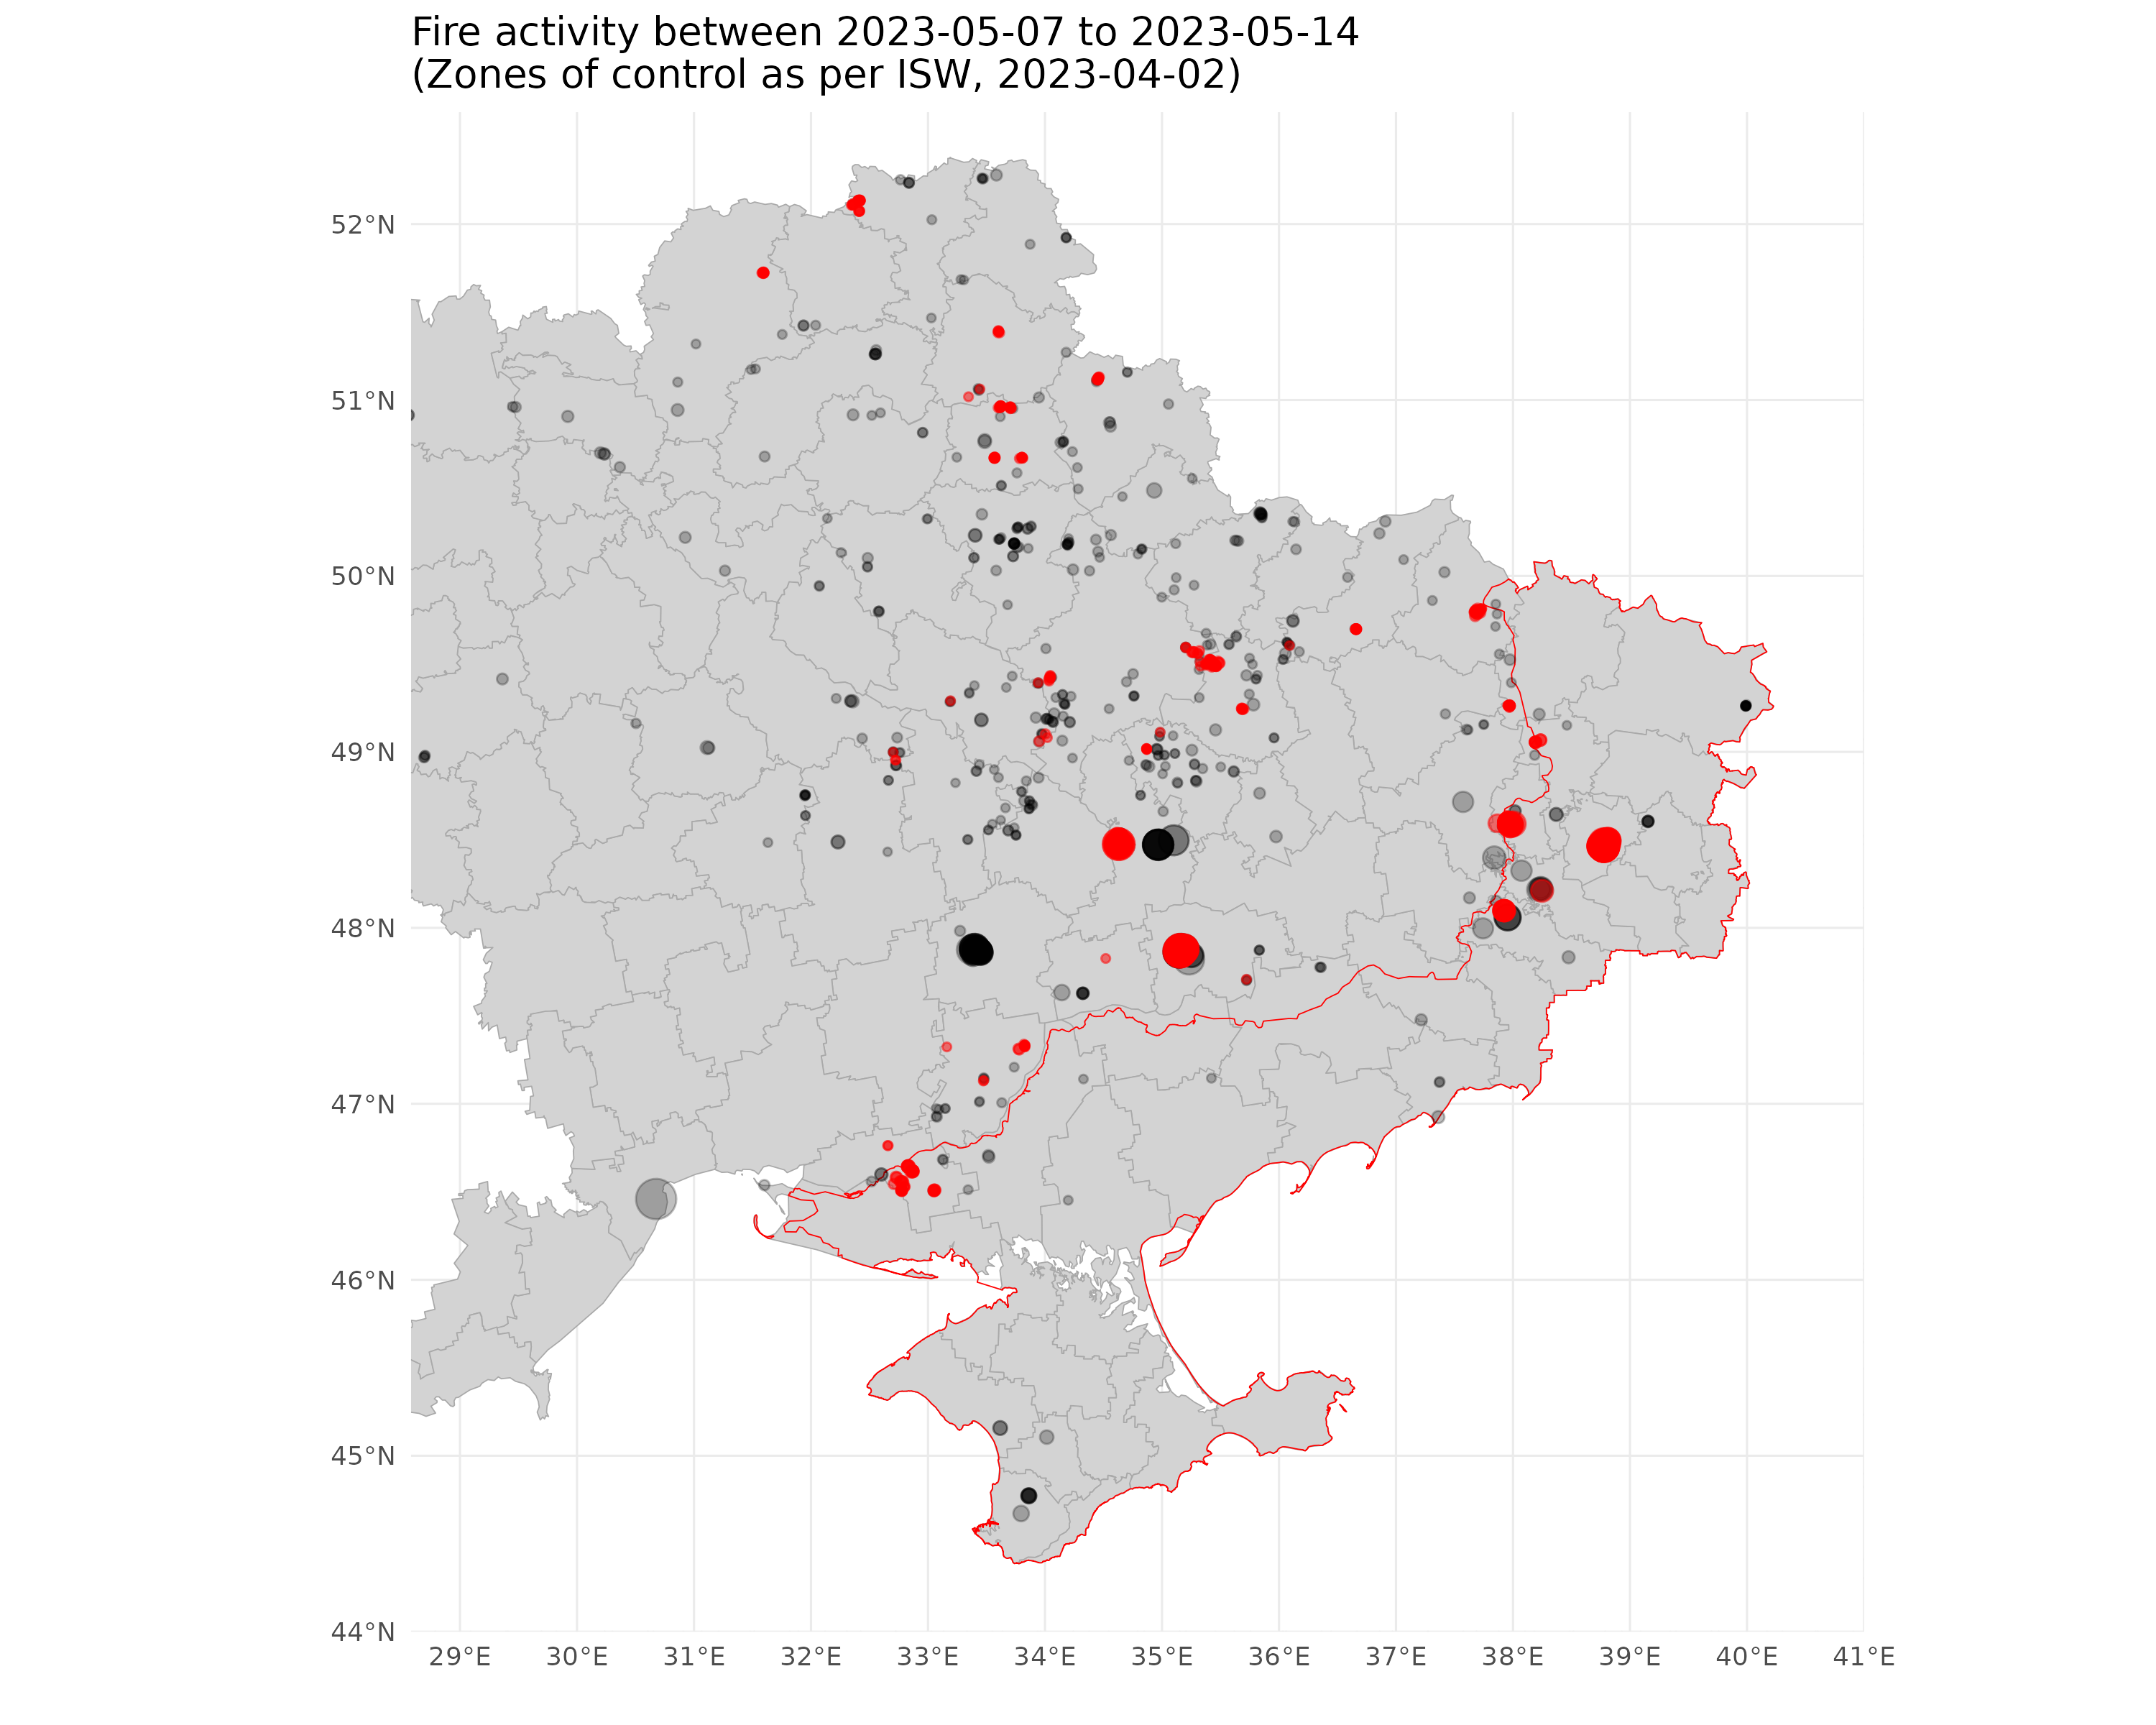 Fire activity between 2023-05-07 to 2023-05-14
(Zones of control as per ISW, 2023-04-02)
52°N
51°N
50°N
49°N
48°N
47°N
46°N
45°N
44°N
29°E 30°E 31°E 32°E 33°E 34°E 35°E 36°E 37°E 38°E 39°E 40°E 41°E